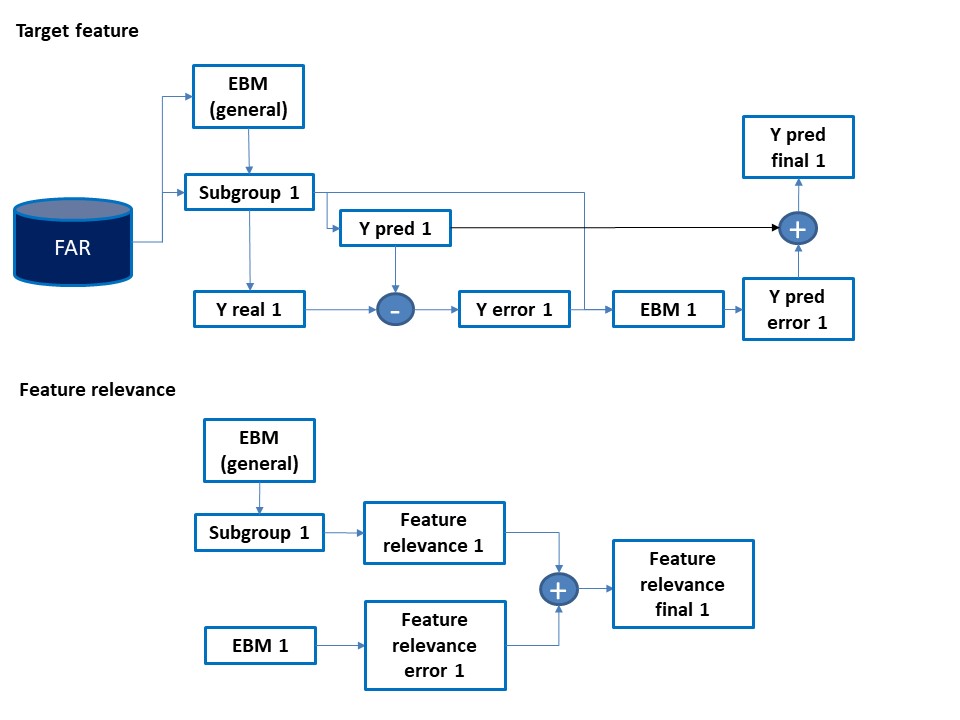 Target feature
EBM
(general)
Subgroup 1
FAR
Y pred 1
Y real 1
-
Y error 1
EBM 1
Y pred
error 1
+
Y pred
final 1
Feature relevance
EBM
(general)
Subgroup 1
Feature
relevance 1
EBM 1
Feature
relevance
error 1
+
Feature
relevance
final 1